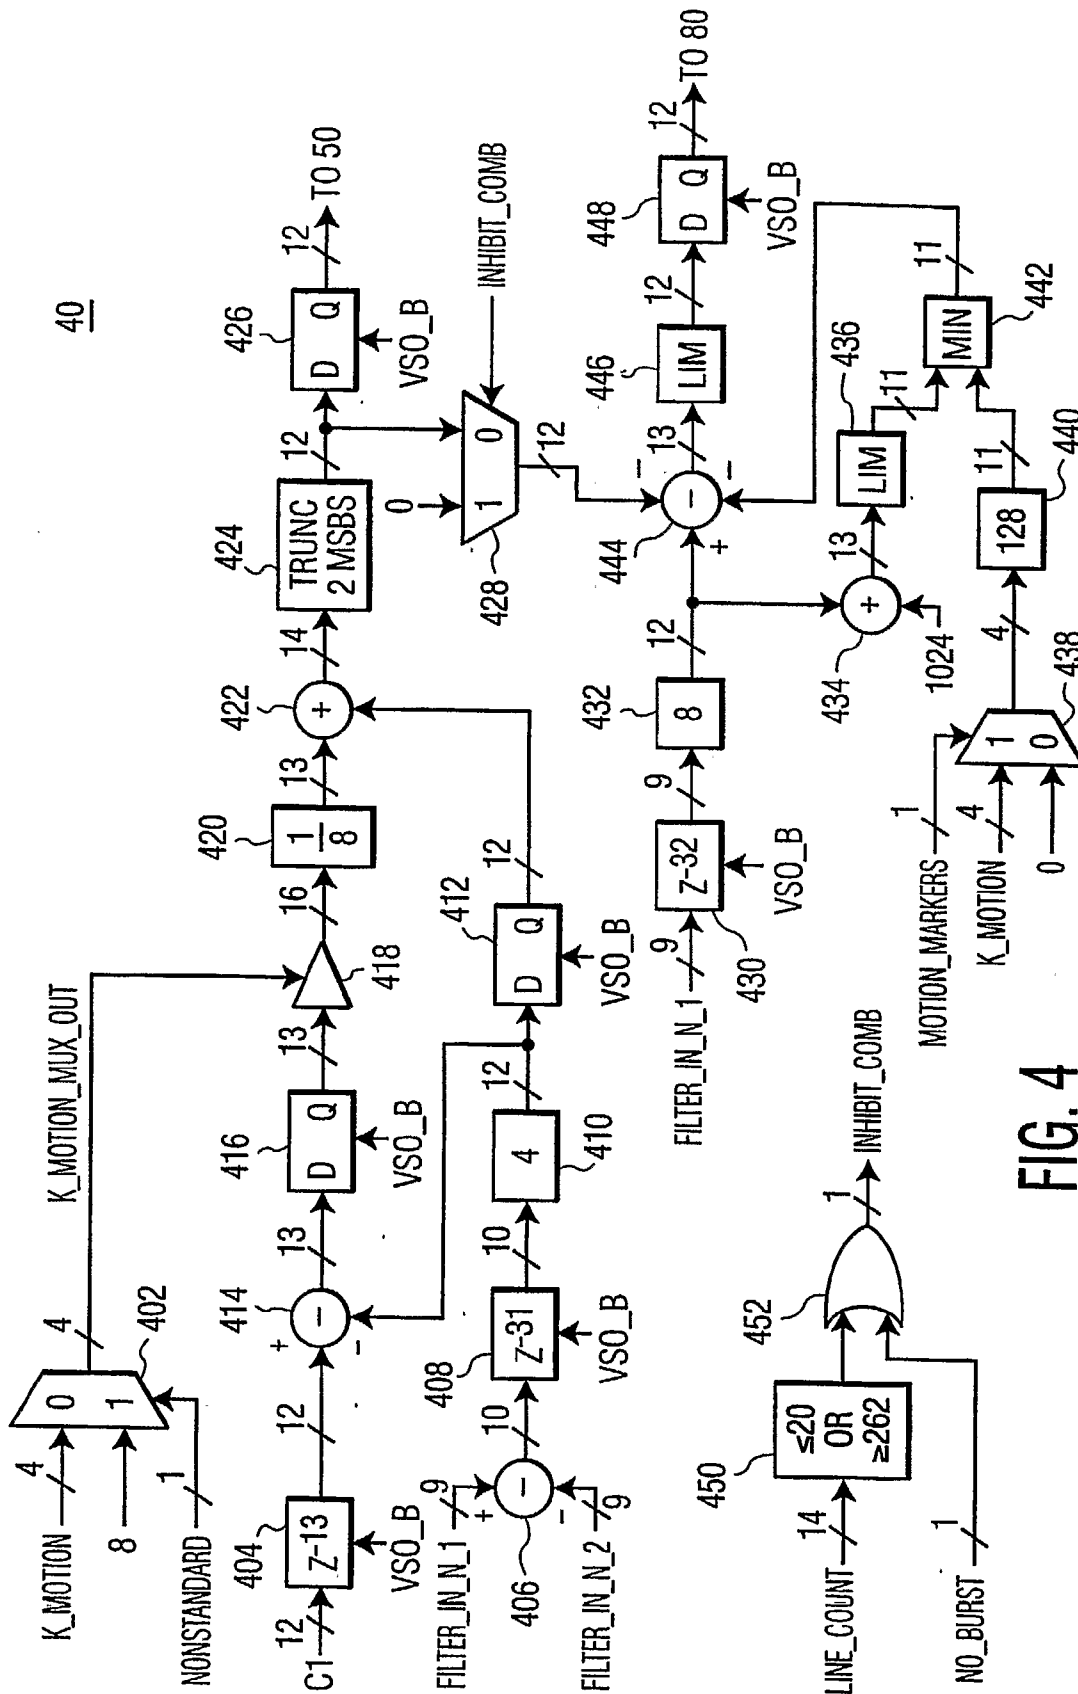 40
K_MOTION
4
8
NONSTANDARD
1
0
1
402
4
K_MOTION_MUX_OUT
C1
12
404
Z-13
VSO_B
12
+
-
414
-
13
416
D Q
VSO_B
13
418
16
420
1
8
13
422
+
14
424
TRUNC
2 MSBS
12
426
D Q
VSO_B
12
TO 50
FILTER_IN_N_1
9
+
406
-
-
9
FILTER_IN_N_2
10
408
Z-31
VSO_B
10
4
410
12
412
D Q
VSO_B
12
0
1 0
428
INHIBIT_COMB
12
FILTER_IN_N_1
9
Z-32
430
VSO_B
9
8
432
12
+
-
-
-
444
13
446
LIM
12
448
D Q
VSO_B
12
TO 80
434
+
1024
13
LIM
436
11
MIN
442
11
MOTION_MARKERS
1
K_MOTION
4
0
1
0
438
4
128
440
11
LINE_COUNT
14
450
≤20
OR
≥262
NO_BURST
1
452
1
INHIBIT_COMB
FIG. 4